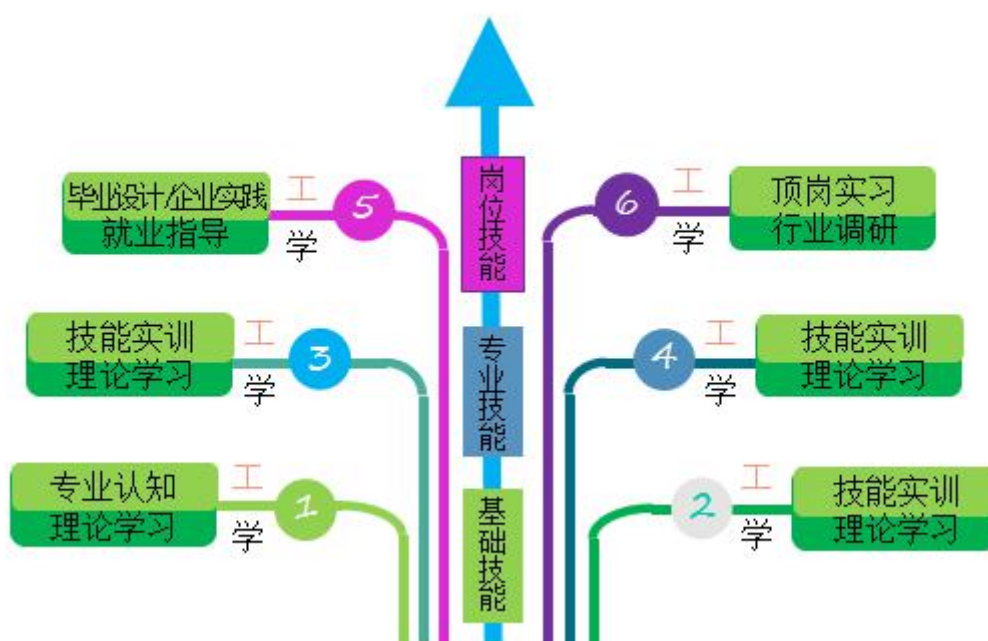 毕业设计/企业实践
就业指导
工
学
5
岗位技能
6
工
学
顶岗实习
行业调研
技能实训
理论学习
工
学
3
专业技能
4
工
学
技能实训
理论学习
专业认知
理论学习
工
学
1
基础技能
2
工
学
技能实训
理论学习